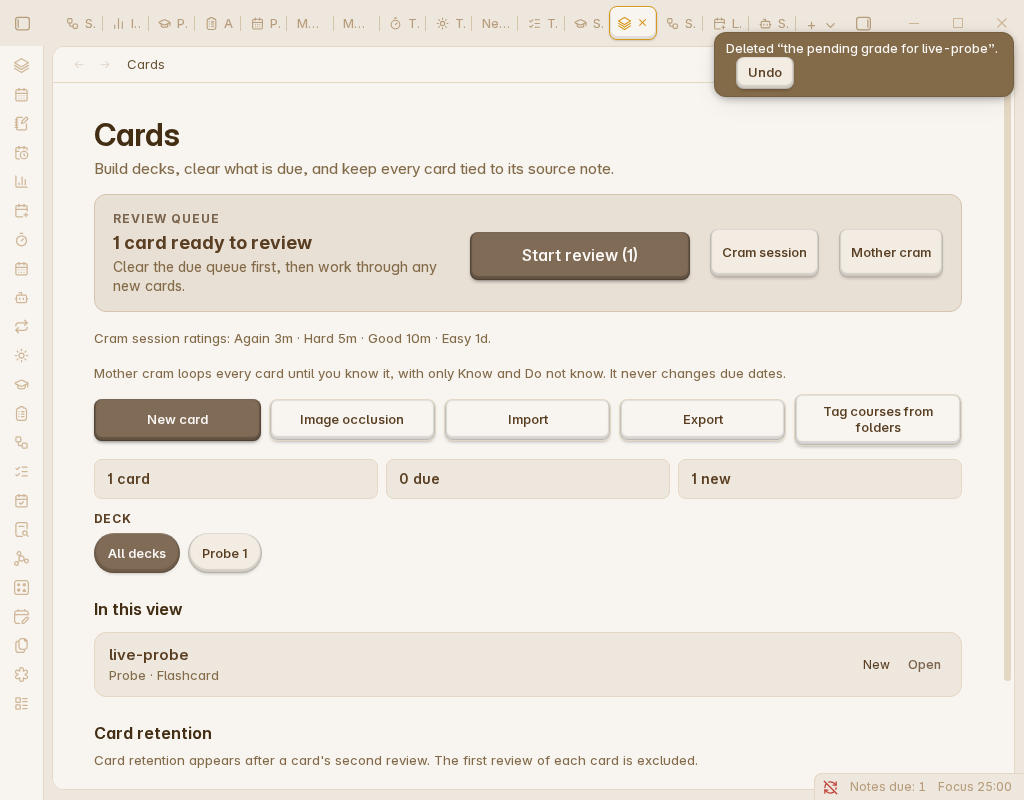 S.
I.
P.
A
P.
M...
M...
T.
T.
Ne...
T.
S.
S.
L.
S.
Deleted “the pending grade for live-probe”.
Undo
Cards
Cards
Build decks, clear what is due, and keep every card tied to its source note.
REVIEW QUEUE
1 card ready to review
Clear the due queue first, then work through any
new cards.
Start review (1)
Cram session
Mother cram
Cram session ratings: Again 3m · Hard 5m · Good 10m · Easy 1d.
Mother cram loops every card until you know it, with only Know and Do not know. It never changes due dates.
New card
Image occlusion
Import
Export
Tag courses from
folders
1 card
0 due
1 new
DECK
All decks
Probe 1
In this view
live-probe
Probe · Flashcard
New
Open
Card retention
Card retention appears after a card's second review. The first review of each card is excluded.
Notes due: 1
Focus 25:00